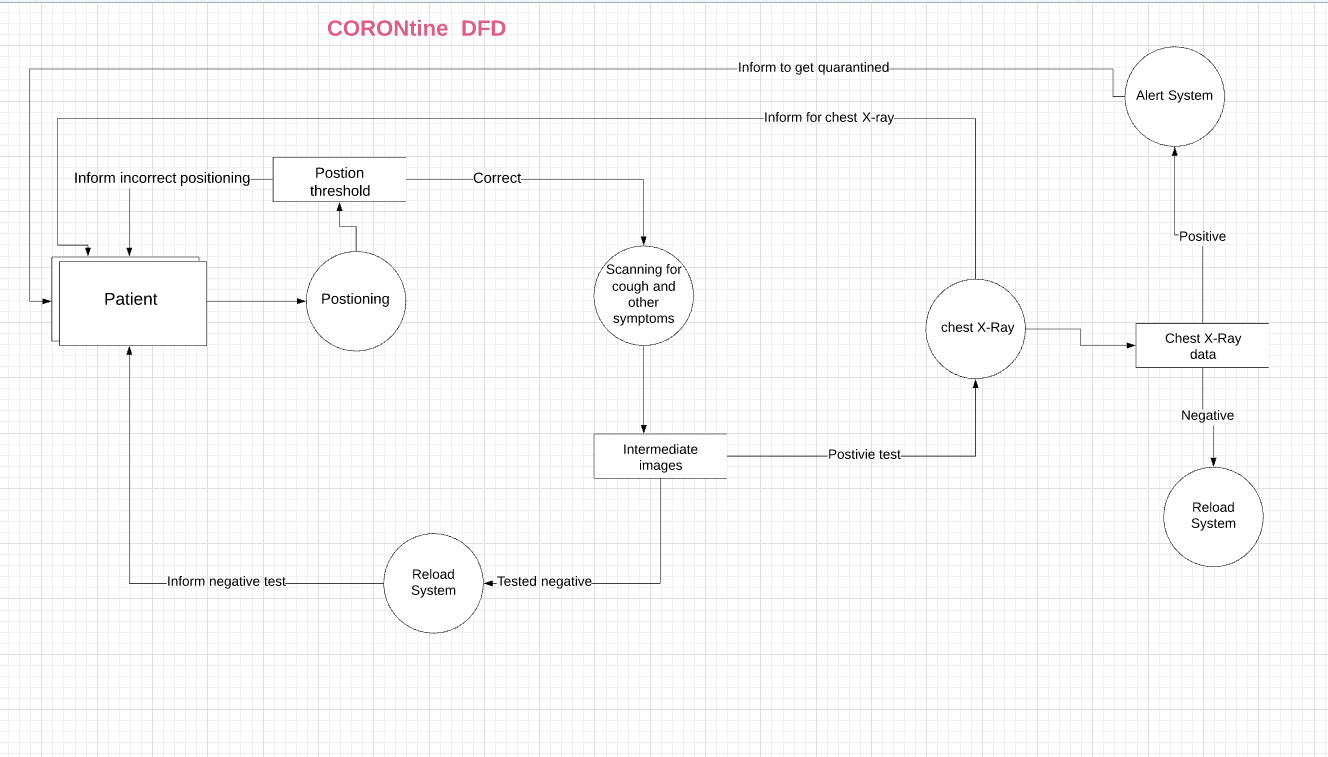 CORONtine DFD
Inform to get quarantined
Alert System
Inform for chest X-ray
Inform incorrect positioning
Postion
threshold
Correct
Positive
Patient
Postioning
Scanning for
cough and
other
symptoms
chest X-Ray
Chest X-Ray
data
Negative
Intermediate
images
Postivie test
Reload
System
Inform negative test
Reload
System
Tested negative